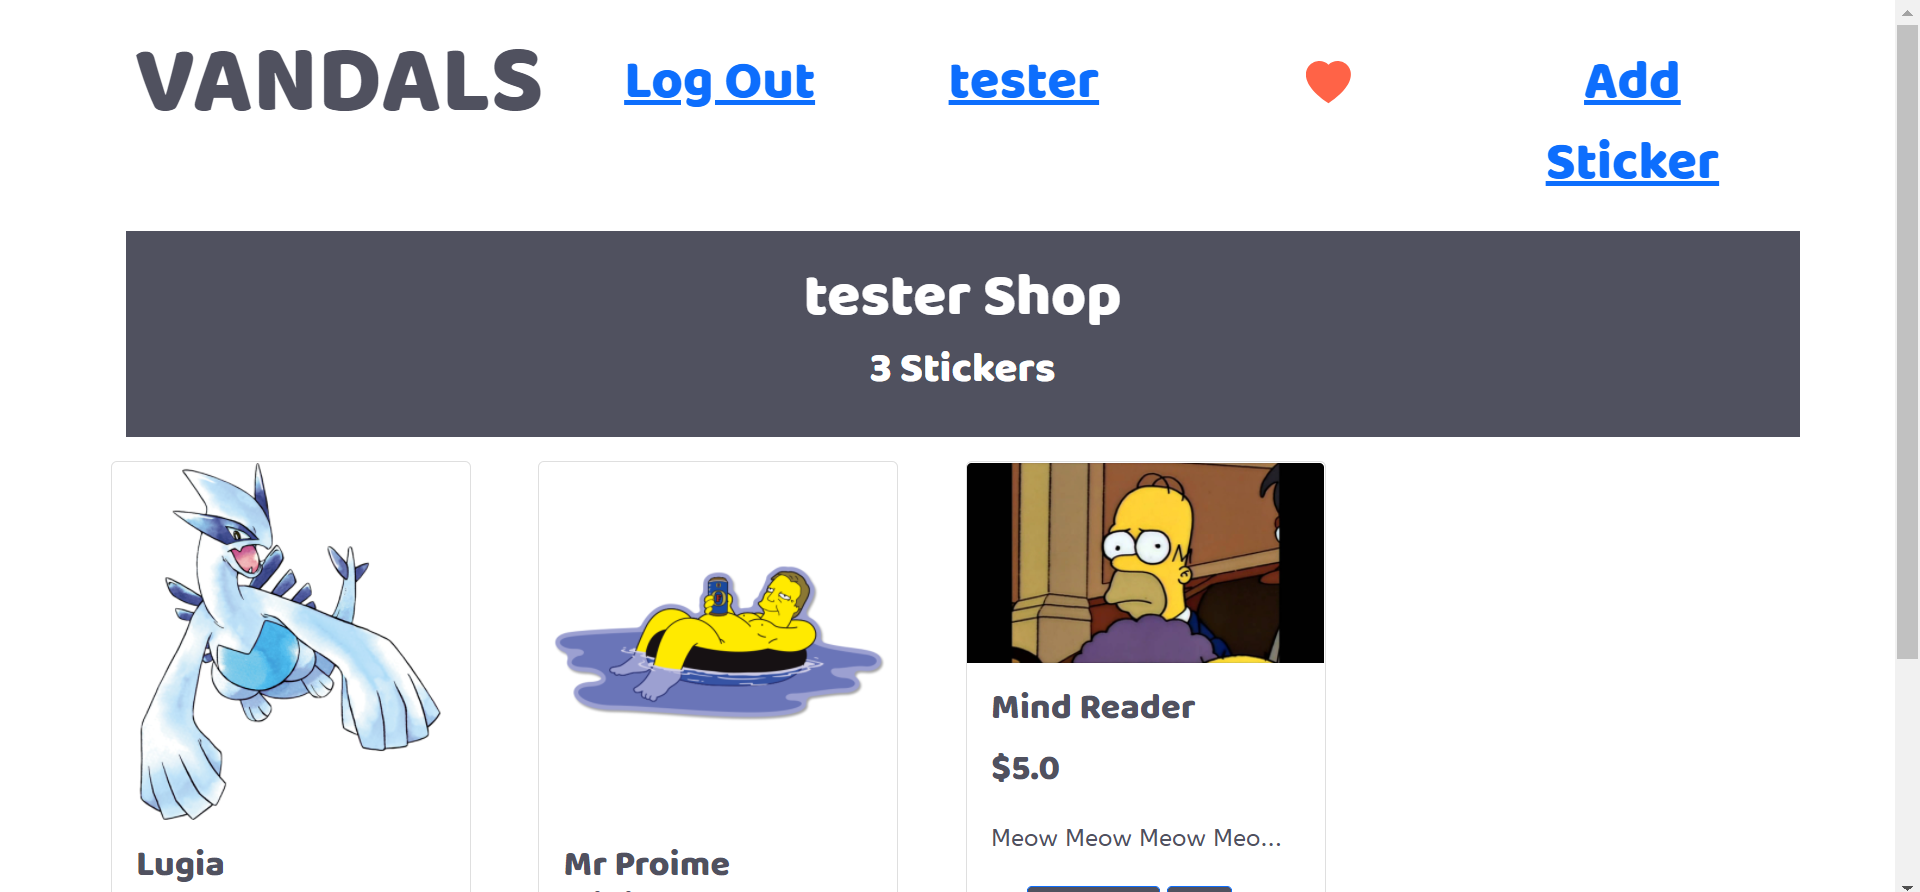 VANDALS
Log Out
tester
Add
Sticker
tester Shop
3 Stickers
Lugia
Mr Proime
Mind Reader
$5.0
Meow Meow Meow Meo...